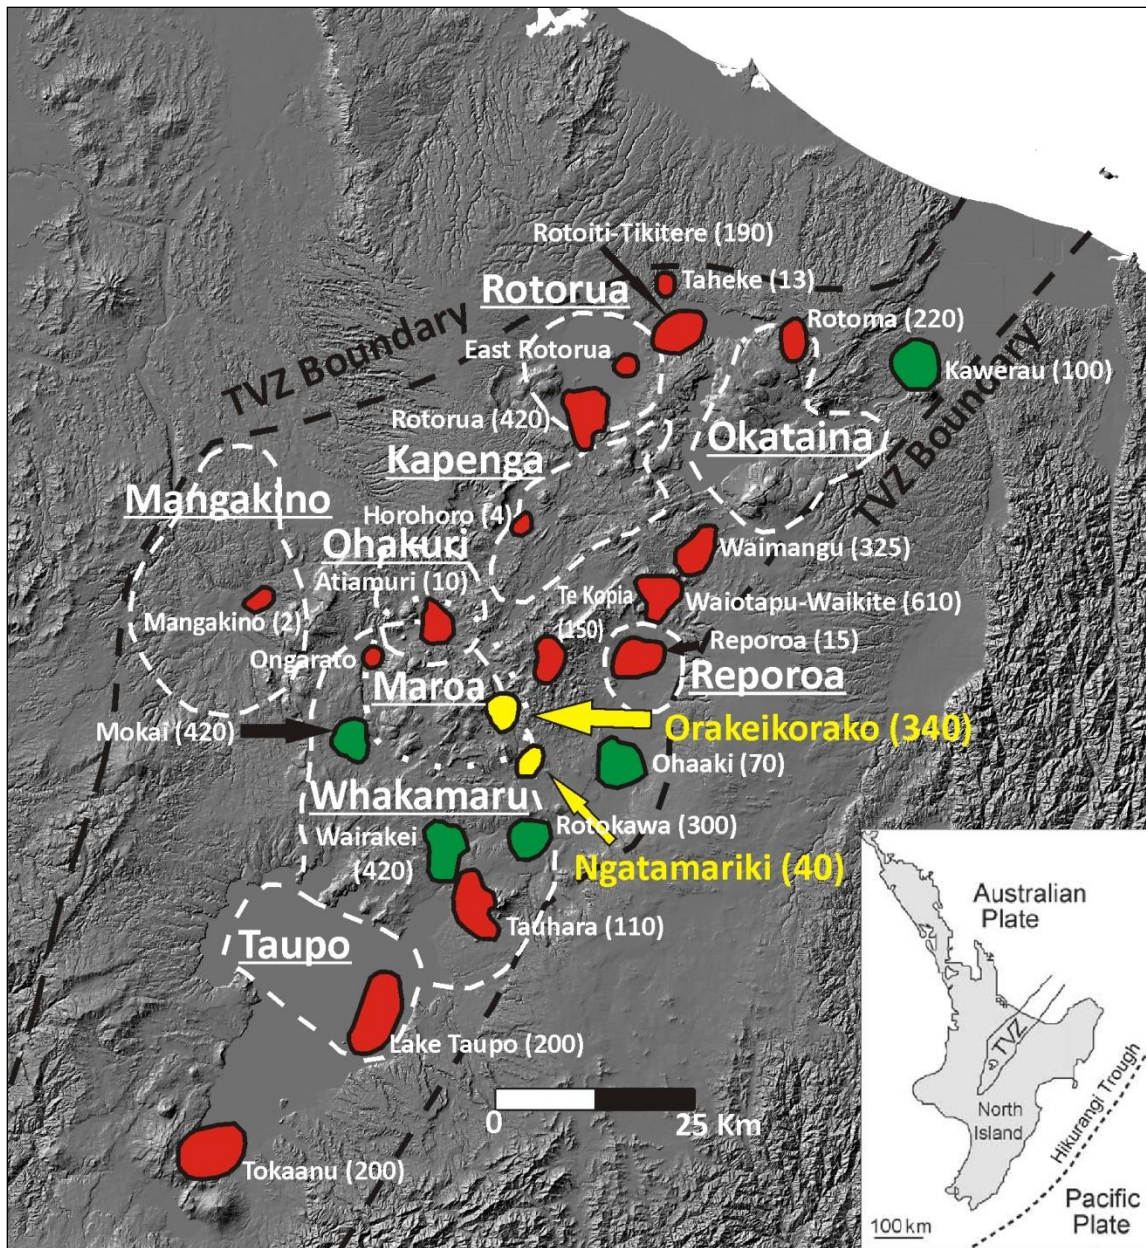 Rotoiti-Tikitere (190)
Taheke (13)
Rotorua
Rotoma (220)
TVZ Boundary
East Rotorua
Kawerau (100)
Rotorua (420)
Okataina
TVZ Boundary
Kapenga
Mangakino
Horohoro (4)
Ohakuri
Waimangu (325)
Atiamuri (10)
Te Kopia
(150)
Waiotapu-Waikite (610)
Mangakino (2)
Reporoa (15)
Ongarato
Maroa
Reporoa
Mokai (420)
Orakeikorako (340)
Ohaaki (70)
Whakamaru
Wairakei
(420)
Rotokawa (300)
Ngatamariki (40)
Tauhara (110)
Taupo
Lake Taupo (200)
0
25 Km
Tokaanu (200)
Australian
Plate
TVZ
North
Island
Hikurangi Trough
Pacific
Plate
100 km